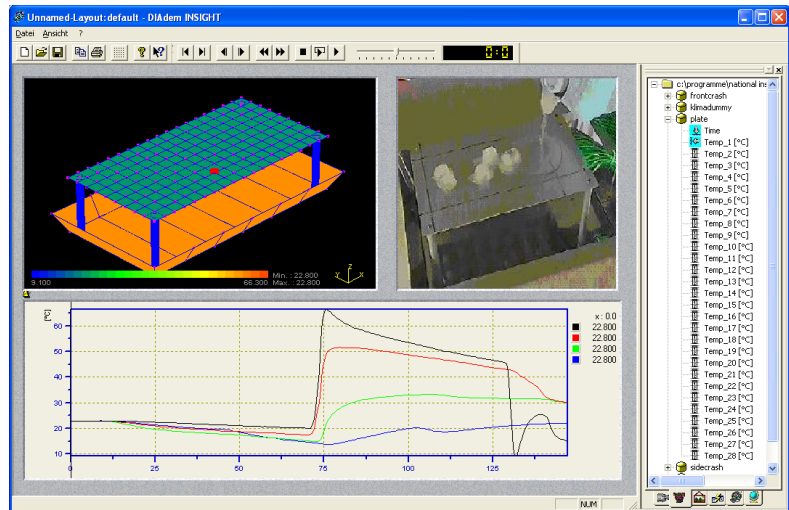 Unnamed-Layout: default - DIAdem INSIGHT
Datei Ansicht ?
0:0
9.100
66.300
Min. : 22.800
Max. : 22.800
Z
Y
X
[°C]
60
50
40
30
20
10
0
25
50
75
100
125
x : 0.0
22.800
22.800
22.800
22.800
c:\programme\national ins
frontcrash
klimadummy
plate
Time
Temp_1 [°C]
Temp_2 [°C]
Temp_3 [°C]
Temp_4 [°C]
Temp_5 [°C]
Temp_6 [°C]
Temp_7 [°C]
Temp_8 [°C]
Temp_9 [°C]
Temp_10 [°C]
Temp_11 [°C]
Temp_12 [°C]
Temp_13 [°C]
Temp_14 [°C]
Temp_15 [°C]
Temp_16 [°C]
Temp_17 [°C]
Temp_18 [°C]
Temp_19 [°C]
Temp_20 [°C]
Temp_21 [°C]
Temp_22 [°C]
Temp_23 [°C]
Temp_24 [°C]
Temp_25 [°C]
Temp_26 [°C]
Temp_27 [°C]
Temp_28 [°C]
sidecrash
NUM